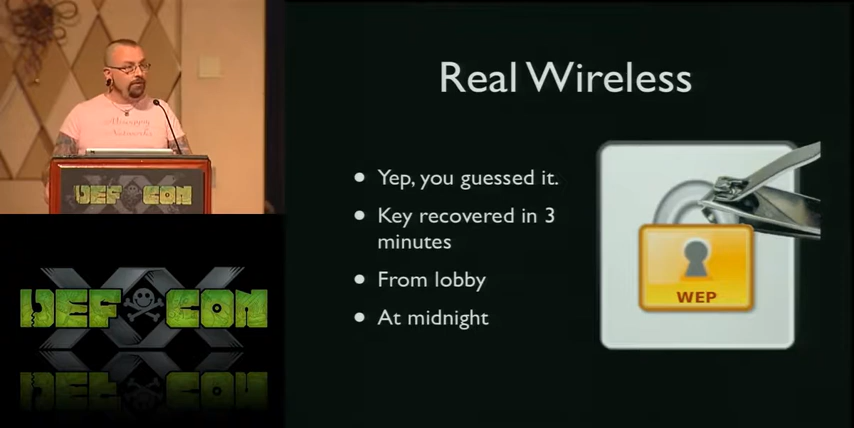 Real Wireless
• Yep, you guessed it.
• Key recovered in 3
minutes
• From lobby
• At midnight
WEP
DEF CON
DEF CON
XX